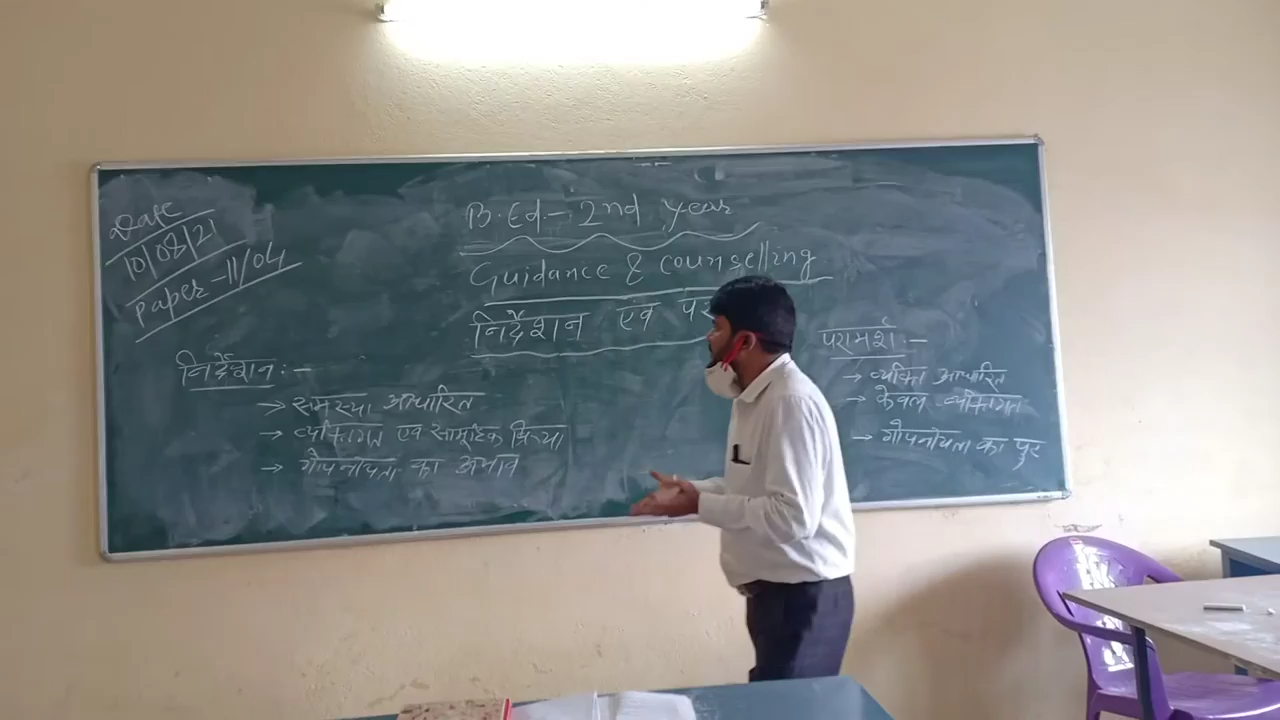 Date
10/08/21
Paper-11/04
B.Ed.- 2nd year
Guidance & counselling
निर्देशन एवं पर
निर्देशन:-
→ समस्या आधारित
→ व्यक्तिगत एवं सामूहिक क्रिया
→ गोपनीयता का अभाव
परामर्श:-
→ व्यक्ति आधारित
→ केवल व्यक्तिगत
→ गोपनीयता का पुर